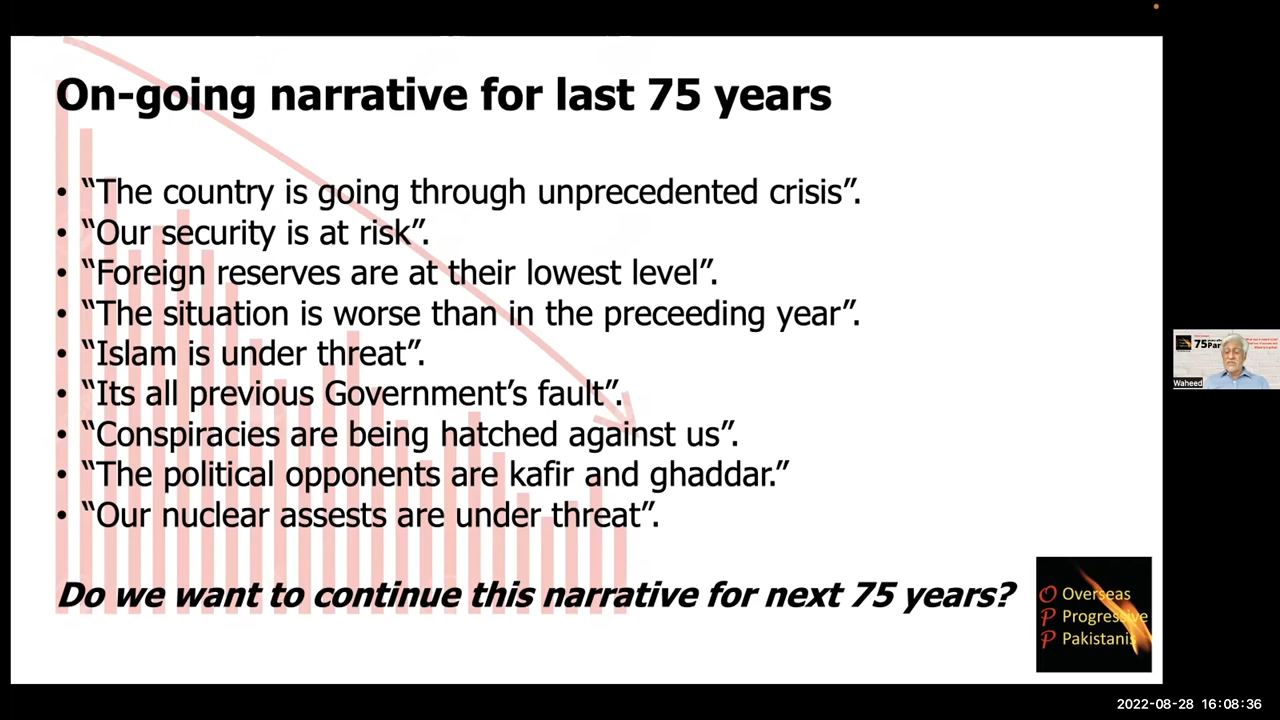 On-going narrative for last 75 years
• “The country is going through unprecedented crisis”.
• “Our security is at risk”.
• “Foreign reserves are at their lowest level”.
• “The situation is worse than in the preceeding year”.
• “Islam is under threat”.
• “Its all previous Government’s fault”.
• “Conspiracies are being hatched against us”.
• “The political opponents are kafir and ghaddar.”
• “Our nuclear assests are under threat”.
Do we want to continue this narrative for next 75 years?
O Overseas
P Progressive
P Pakistanis
75
Waheed
2022-08-28 16:08:36